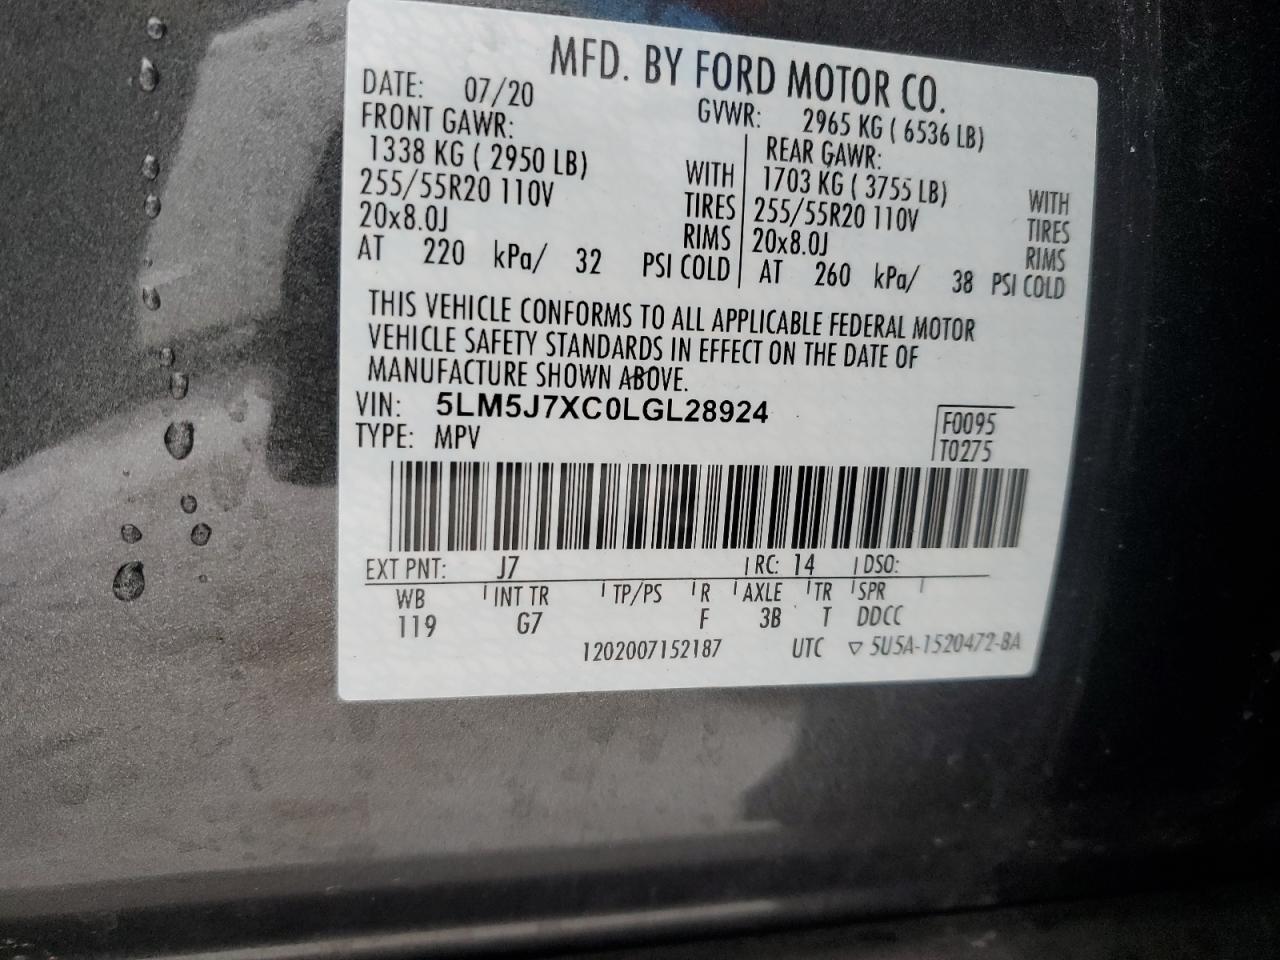 MFD. BY FORD MOTOR CO.
DATE: 07/20 GVWR: 2965 KG ( 6536 LB)
FRONT GAWR: REAR GAWR:
1338 KG ( 2950 LB) WITH 1703 KG ( 3755 LB) WITH
255/55R20 110V TIRES 255/55R20 110V TIRES
20x8.0J RIMS 20x8.0J RIMS
AT 220 kPa/ 32 PSI COLD AT 260 kPa/ 38 PSI COLD
THIS VEHICLE CONFORMS TO ALL APPLICABLE FEDERAL MOTOR
VEHICLE SAFETY STANDARDS IN EFFECT ON THE DATE OF
MANUFACTURE SHOWN ABOVE.
VIN: 5LM5J7XC0LGL28924 F0095
TYPE: MPV T0275
EXT PNT: J7 RC: 14 DSO:
WB INT TR TP/PS R AXLE TR SPR
119 G7 F 3B T DDCC
1202007152187 UTC ▽ 5U5A-1520472-BA